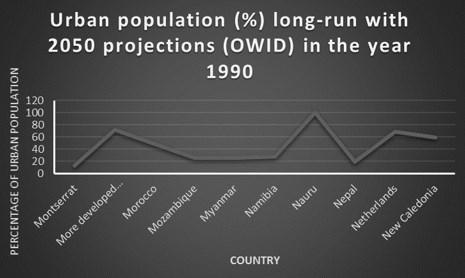 Urban population (%) long-run with
2050 projections (OWID) in the year
1990
PERCENTAGE OF URBAN POPULATION
120
100
80
60
40
20
0
Montserrat
More developed...
Morocco
Mozambique
Myanmar
Namibia
Nauru
Nepal
Netherlands
New Caledonia
COUNTRY